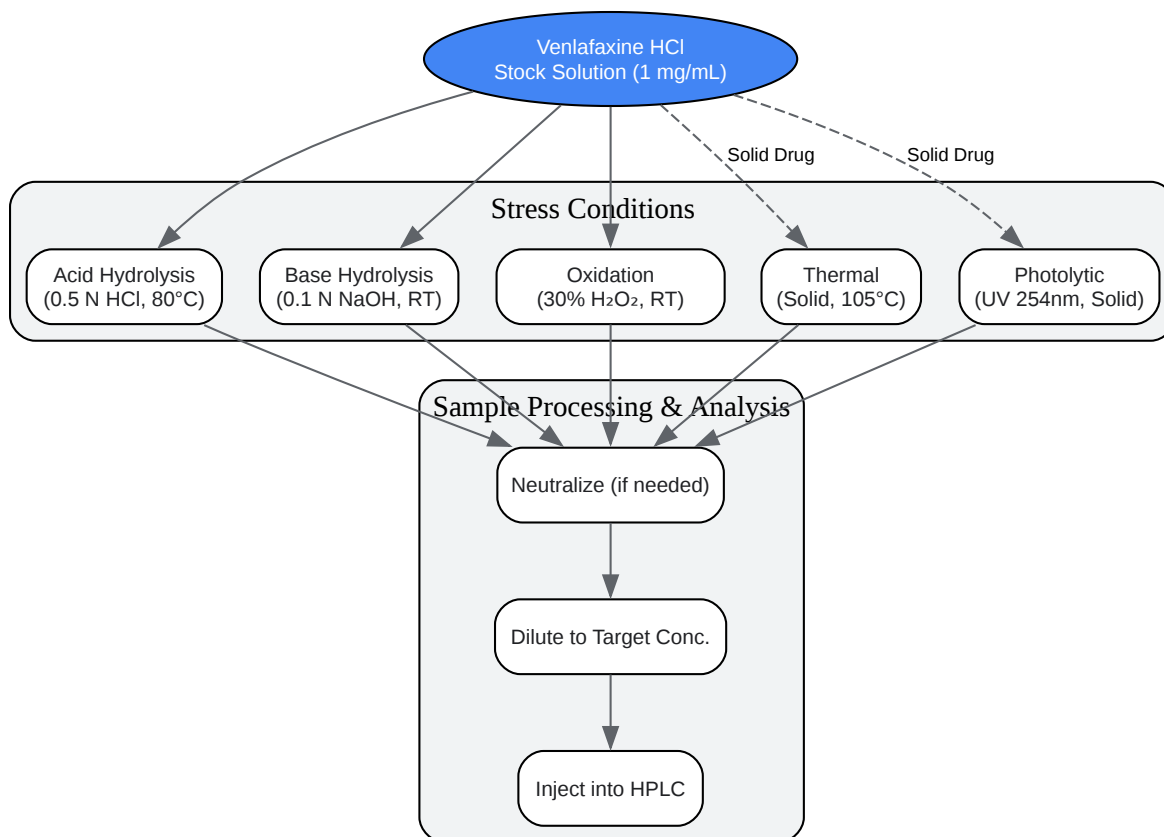 Venlafaxine HCl
Stock Solution (1 mg/mL)
Solid Drug
Solid Drug
Stress Conditions
Acid Hydrolysis
(0.5 N HCl, 80°C)
Base Hydrolysis
(0.1 N NaOH, RT)
Oxidation
(30% H₂O₂, RT)
Thermal
(Solid, 105°C)
Photolytic
(UV 254nm, Solid)
Sample Processing & Analysis
Neutralize (if needed)
Dilute to Target Conc.
Inject into HPLC